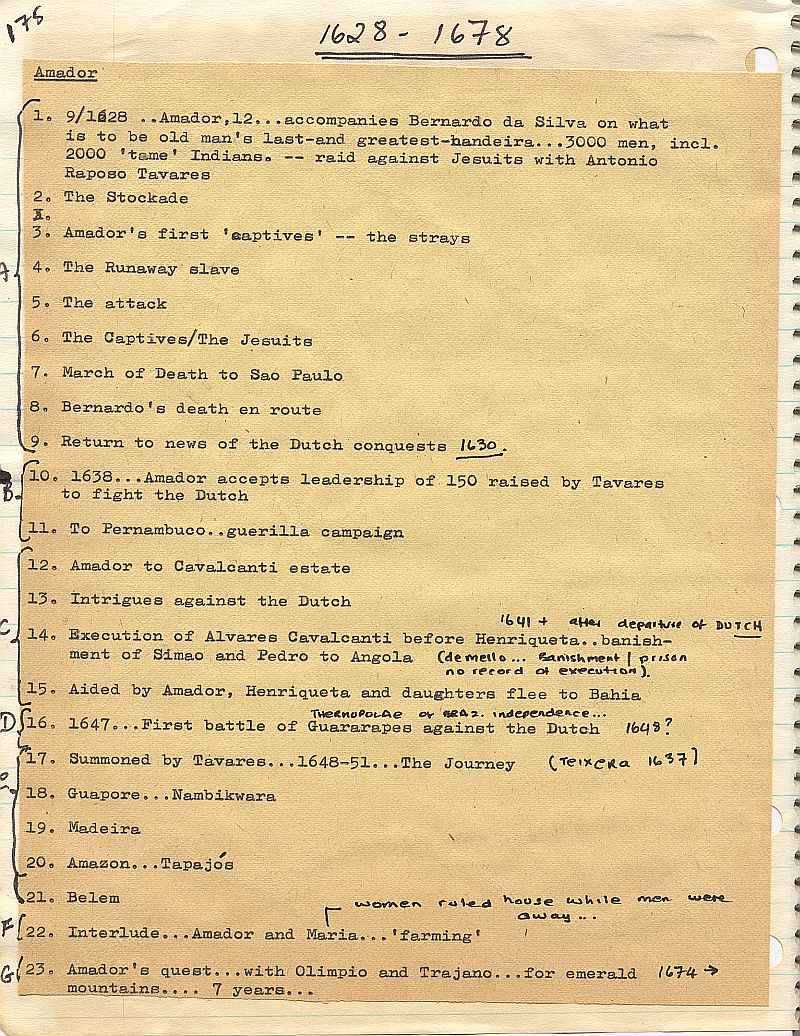 175
1628 - 1678
Amador
1. 9/1628 ..Amador,12...accompanies Bernardo da Silva on what
is to be old man's last-and greatest-bandeira...3000 men, incl.
2000 'tame' Indians. -- raid against Jesuits with Antonio
Raposo Tavares
2. The Stockade
3. Amador's first 'captives' -- the strays
A
4. The Runaway slave
5. The attack
6. The Captives/The Jesuits
7. March of Death to Sao Paulo
8. Bernardo's death en route
9. Return to news of the Dutch conquests 1630.
B
10. 1638...Amador accepts leadership of 150 raised by Tavares
to fight the Dutch
11. To Pernambuco..guerilla campaign
12. Amador to Cavalcanti estate
13. Intrigues against the Dutch
1641 + after departure of DUTCH
C
14. Execution of Alvares Cavalcanti before Henriqueta..banish-
ment of Simao and Pedro to Angola (de mello... Banishment / prison
no record of execution).
15. Aided by Amador, Henriqueta and daughters flee to Bahia
THERMOPOLAE of BRAZ. independence...
D
16. 1647...First battle of Guararapes against the Dutch 1648?
17. Summoned by Tavares...1648-51...The Journey (TEIXERA 1637)
18. Guapore...Nambikwara
19. Madeira
20. Amazon...Tapajós
21. Belem
women ruled house while men were
away...
F
22. Interlude...Amador and Maria...'farming'
G
23. Amador's quest...with Olimpio and Trajano...for emerald 1674 →
mountains.... 7 years...